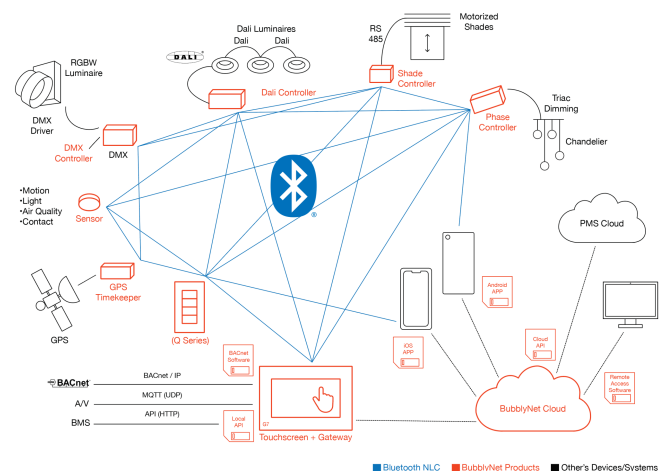 Motorized
Shades
RS
485
Dali Luminaires
Dali
Dali
DALI
RGBW
Luminaire
Shade
Controller
Dali Controller
Triac
Dimming
Phase
Controller
DMX
Driver
DMX
Controller
DMX
Chandelier
•Motion
•Light
•Air Quality
•Contact
Sensor
®
PMS Cloud
GPS
Timekeeper
GPS
(Q Series)
Android
APP
iOS
APP
Cloud
API
Remote
Access
Software
BACnet
Software
BACnet
BACnet / IP
A/V
MQTT (UDP)
BMS
API (HTTP)
Local
API
G7
Touchscreen + Gateway
BubblyNet Cloud
Bluetooth NLC
BubblyNet Products
Other's Devices/Systems